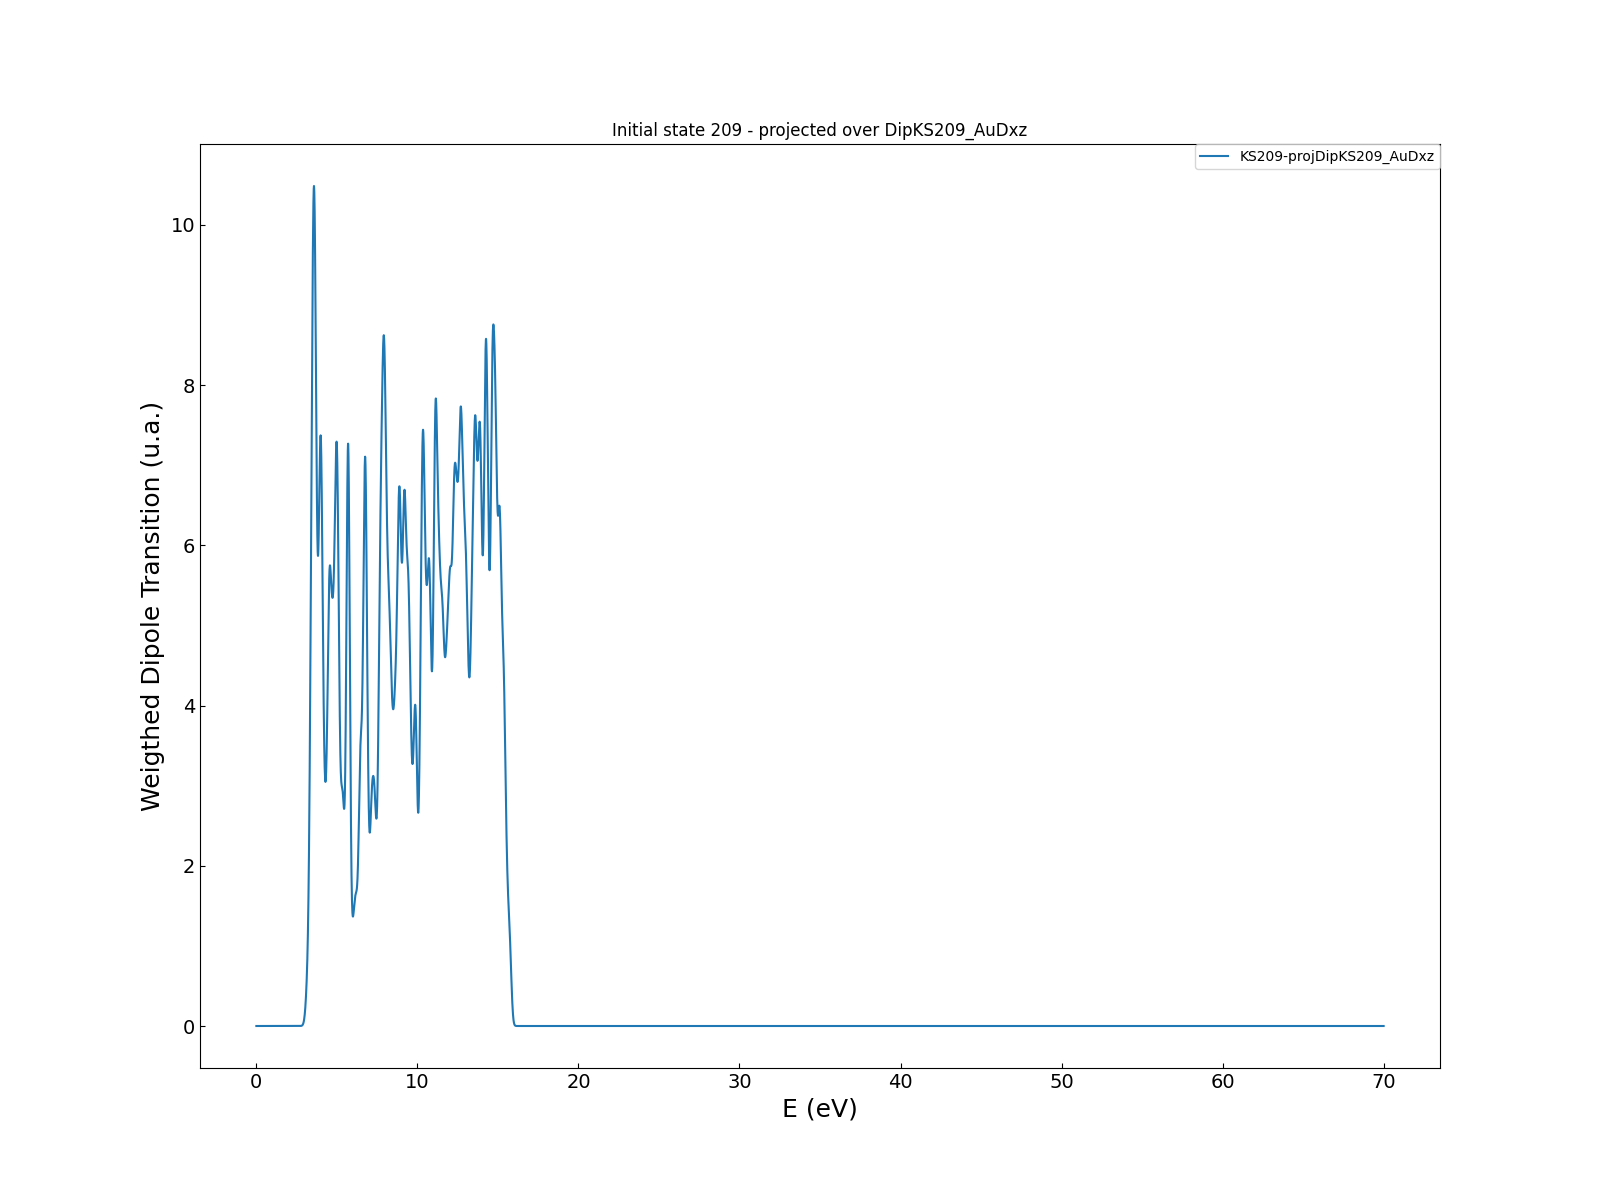 Initial state 209 - projected over DipKS209_AuDxz
KS209-projDipKS209_AuDxz
Weigthed Dipole Transition (u.a.)
10
8
6
4
2
0
0 10 20 30 40 50 60 70
E (eV)